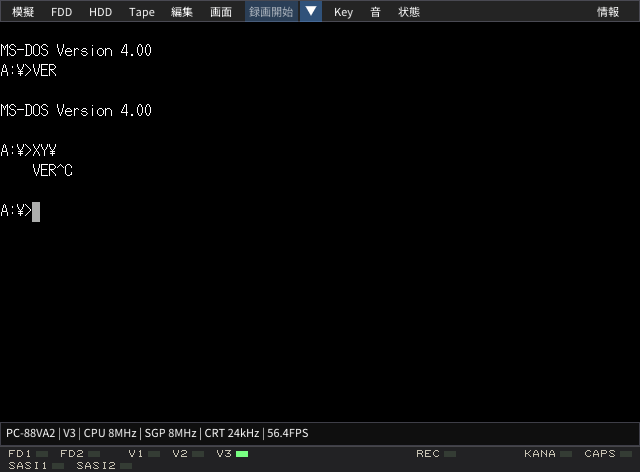 模擬 FDD HDD Tape 編集 画面 録画開始 ▼ Key 音 状態 情報
MS-DOS Version 4.00
A:¥>VER
MS-DOS Version 4.00
A:¥>XY¥
VER^C
A:¥>
PC-88VA2 | V3 | CPU 8MHz | SGP 8MHz | CRT 24kHz | 56.4FPS
FD1 FD2 V1 V2 V3 REC KANA CAPS
SASI1 SASI2